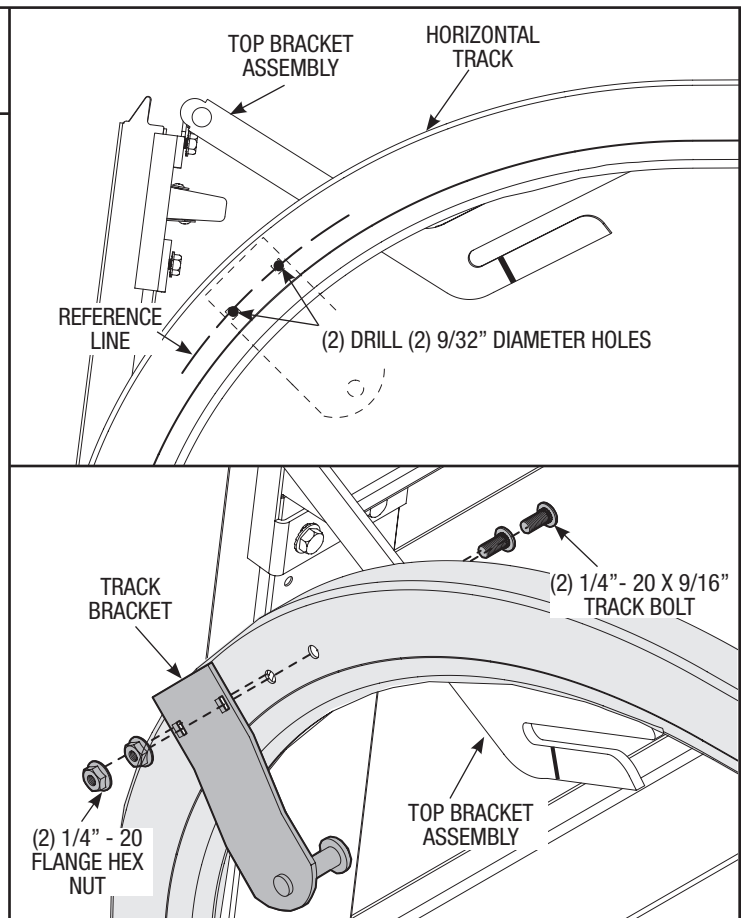 TOP BRACKET
ASSEMBLY
HORIZONTAL
TRACK
REFERENCE
LINE
(2) DRILL (2) 9/32” DIAMETER HOLES
TRACK
BRACKET
(2) 1/4”- 20 X 9/16”
TRACK BOLT
(2) 1/4” - 20
FLANGE HEX
NUT
TOP BRACKET
ASSEMBLY